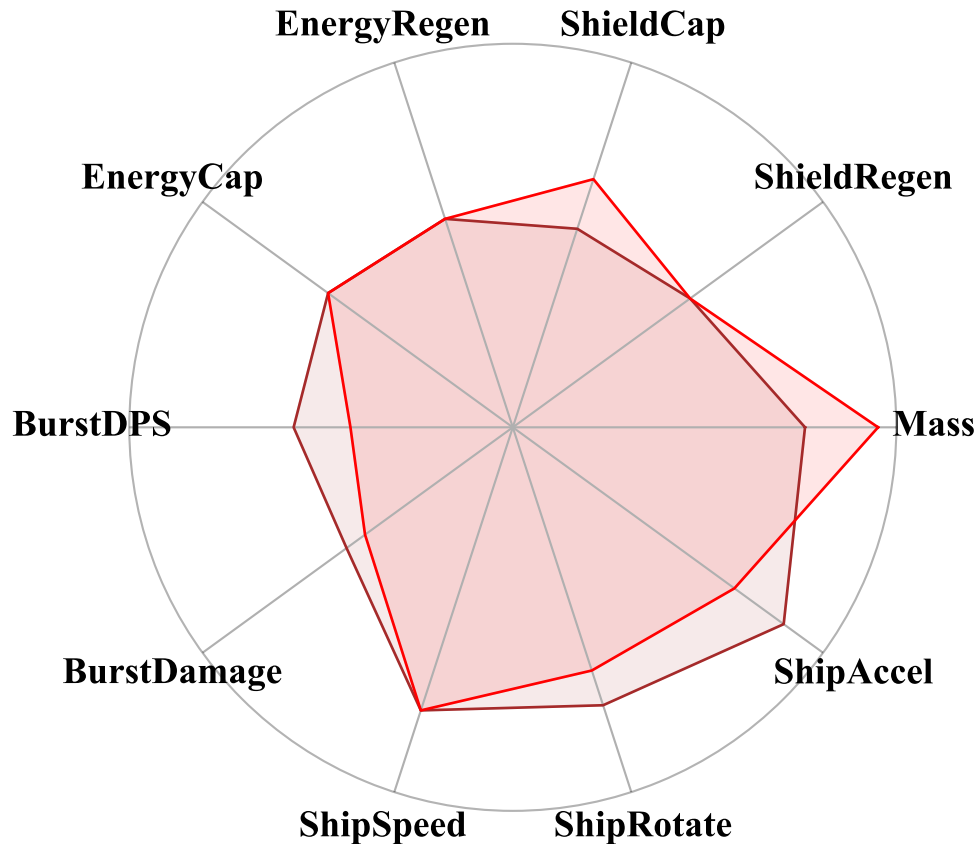 EnergyRegen
ShieldCap
EnergyCap
ShieldRegen
BurstDPS
Mass
BurstDamage
ShipAccel
ShipSpeed
ShipRotate